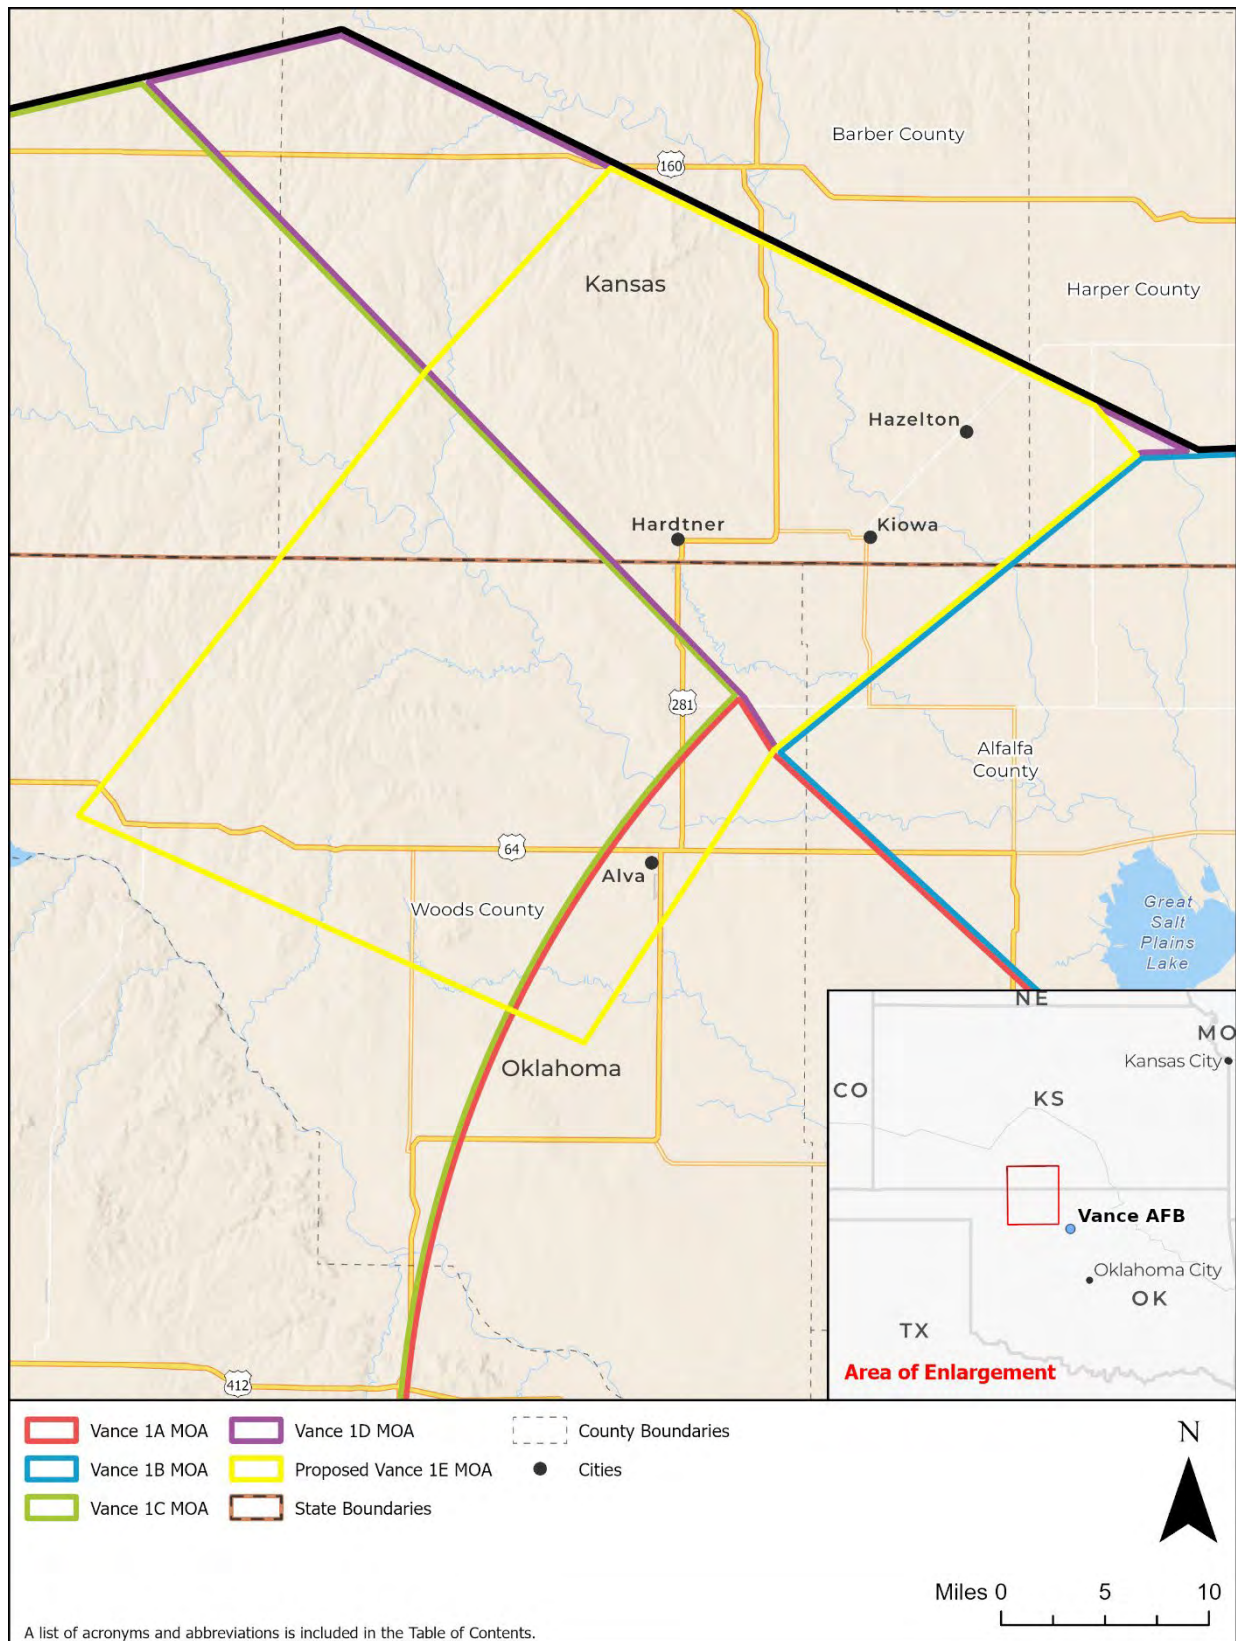 Barber County
160
Kansas
Harper County
Hazelton
Hardtner
Kiowa
281
Alfalfa
County
64
Alva
Woods County
Great
Salt
Plains
Lake
Oklahoma
412
NE
MO
Kansas City
CO
KS
Vance AFB
Oklahoma City
OK
TX
Area of Enlargement
Vance 1A MOA
Vance 1D MOA
County Boundaries
Vance 1B MOA
Proposed Vance 1E MOA
Cities
Vance 1C MOA
State Boundaries
N
Miles 0 5 10
A list of acronyms and abbreviations is included in the Table of Contents.